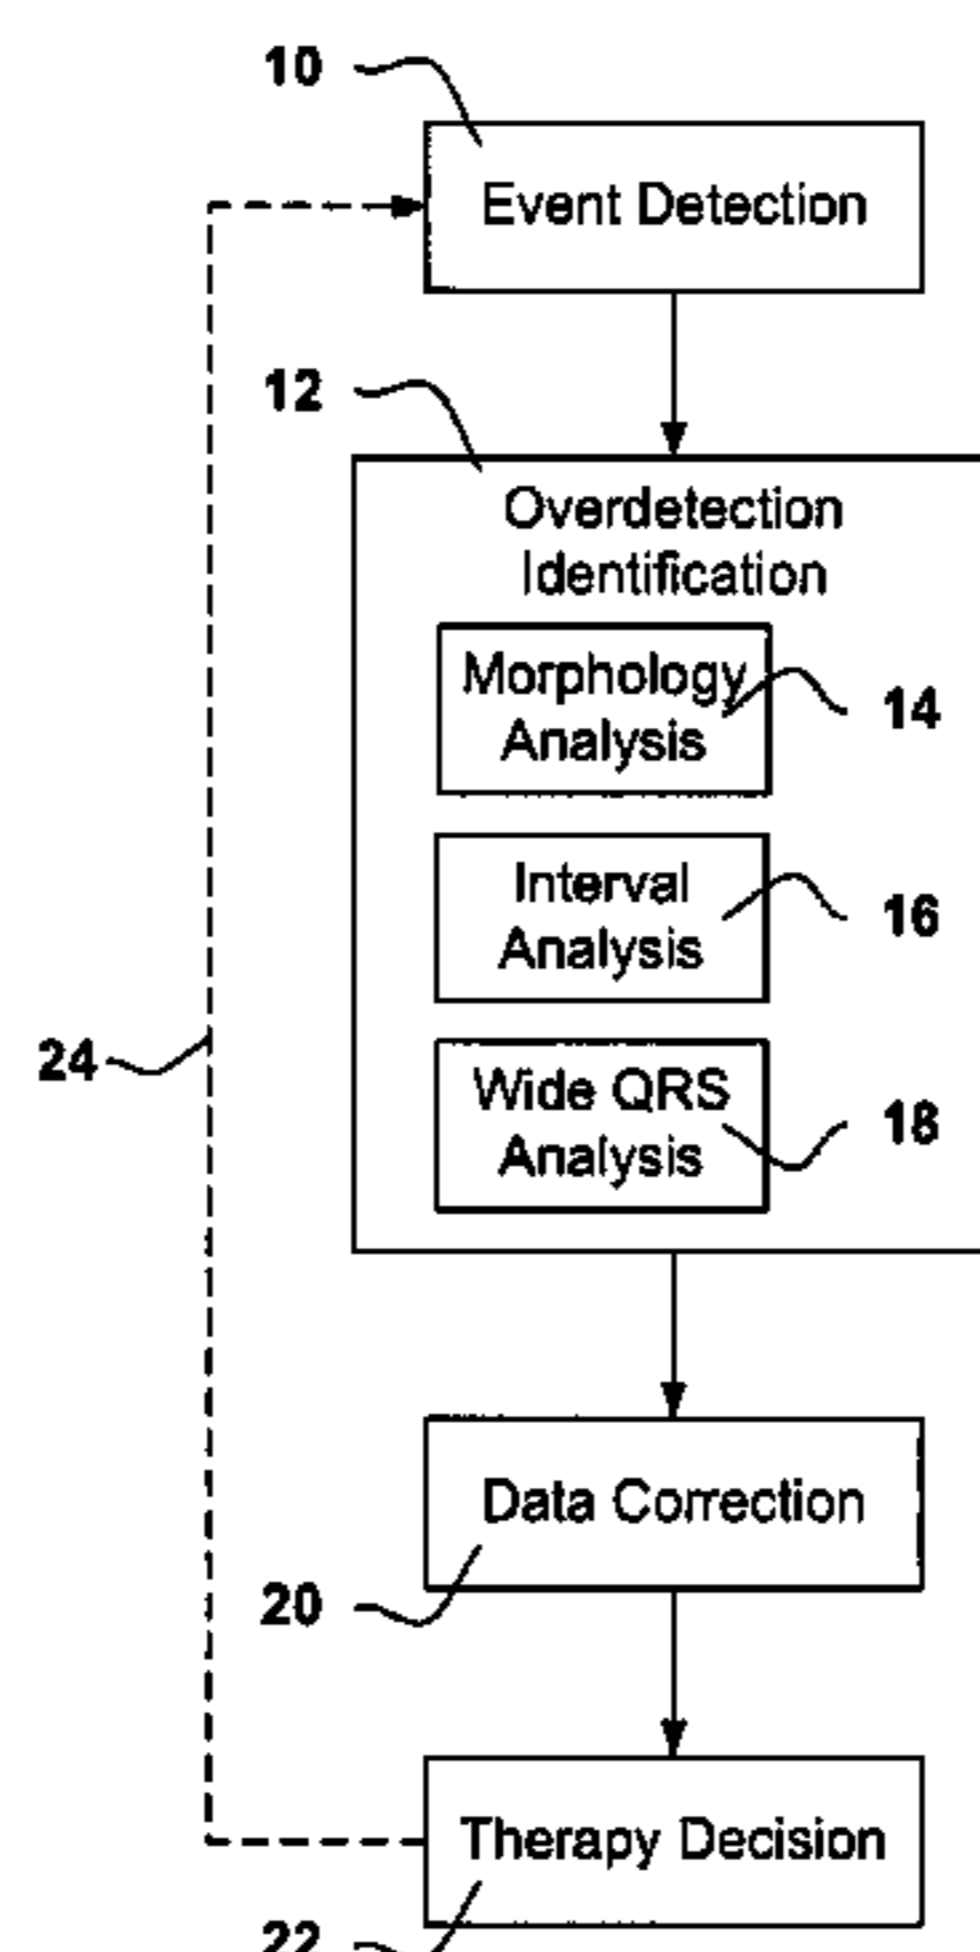 10
Event Detection
12
Overdetection
Identification
Morphology
Analysis
14
Interval
Analysis
16
24
Wide QRS
Analysis
18
Data Correction
20
Therapy Decision
22